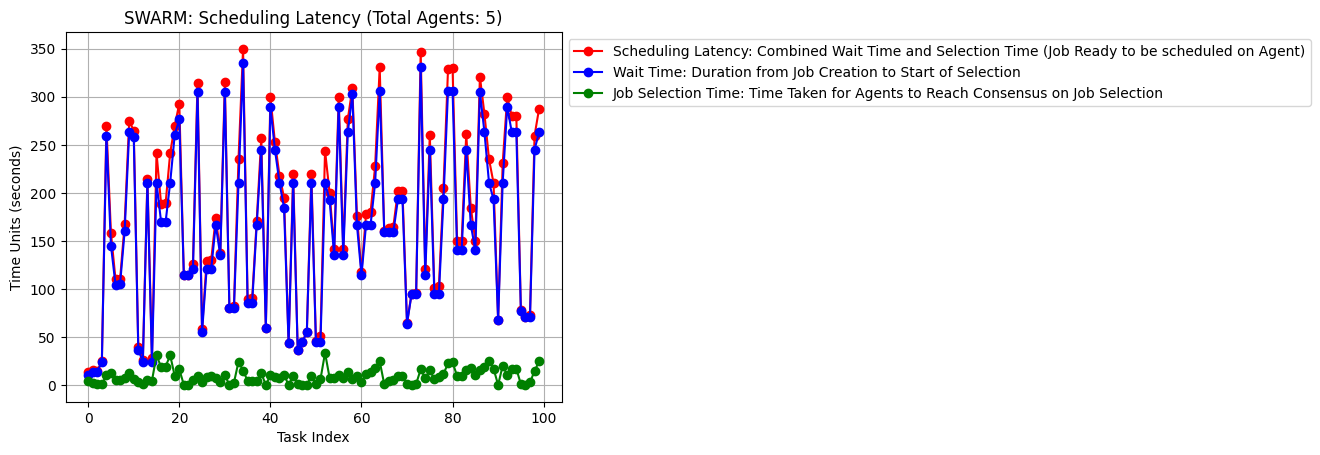 SWARM: Scheduling Latency (Total Agents: 5)
Scheduling Latency: Combined Wait Time and Selection Time (Job Ready to be scheduled on Agent)
Wait Time: Duration from Job Creation to Start of Selection
Job Selection Time: Time Taken for Agents to Reach Consensus on Job Selection
Time Units (seconds)
350
300
250
200
150
100
50
0
0 20 40 60 80 100
Task Index